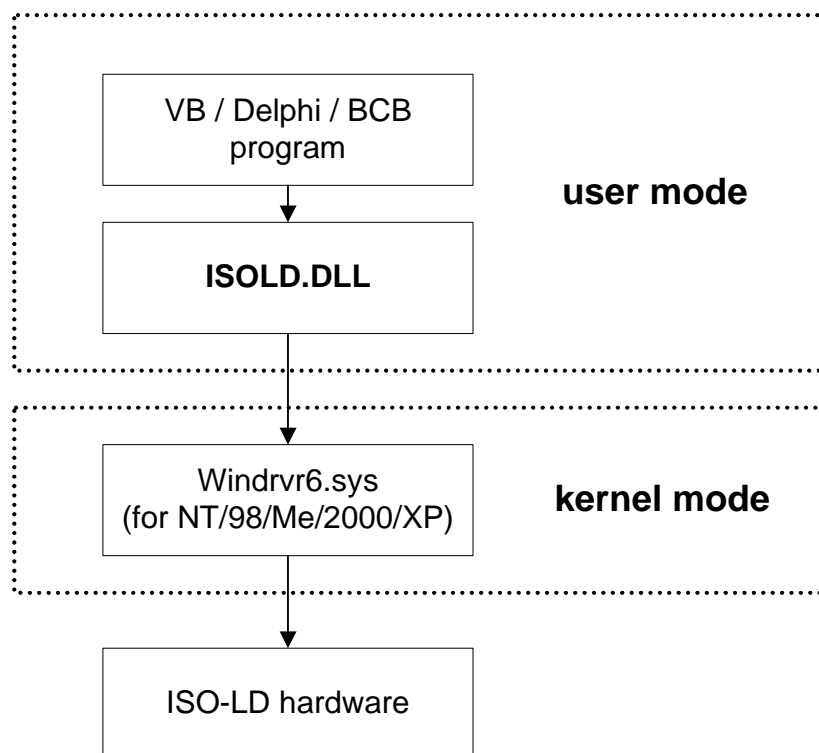 VB / Delphi / BCB
program
user mode
ISOLD.DLL
Windrvr6.sys
(for NT/98/Me/2000/XP)
kernel mode
ISO-LD hardware